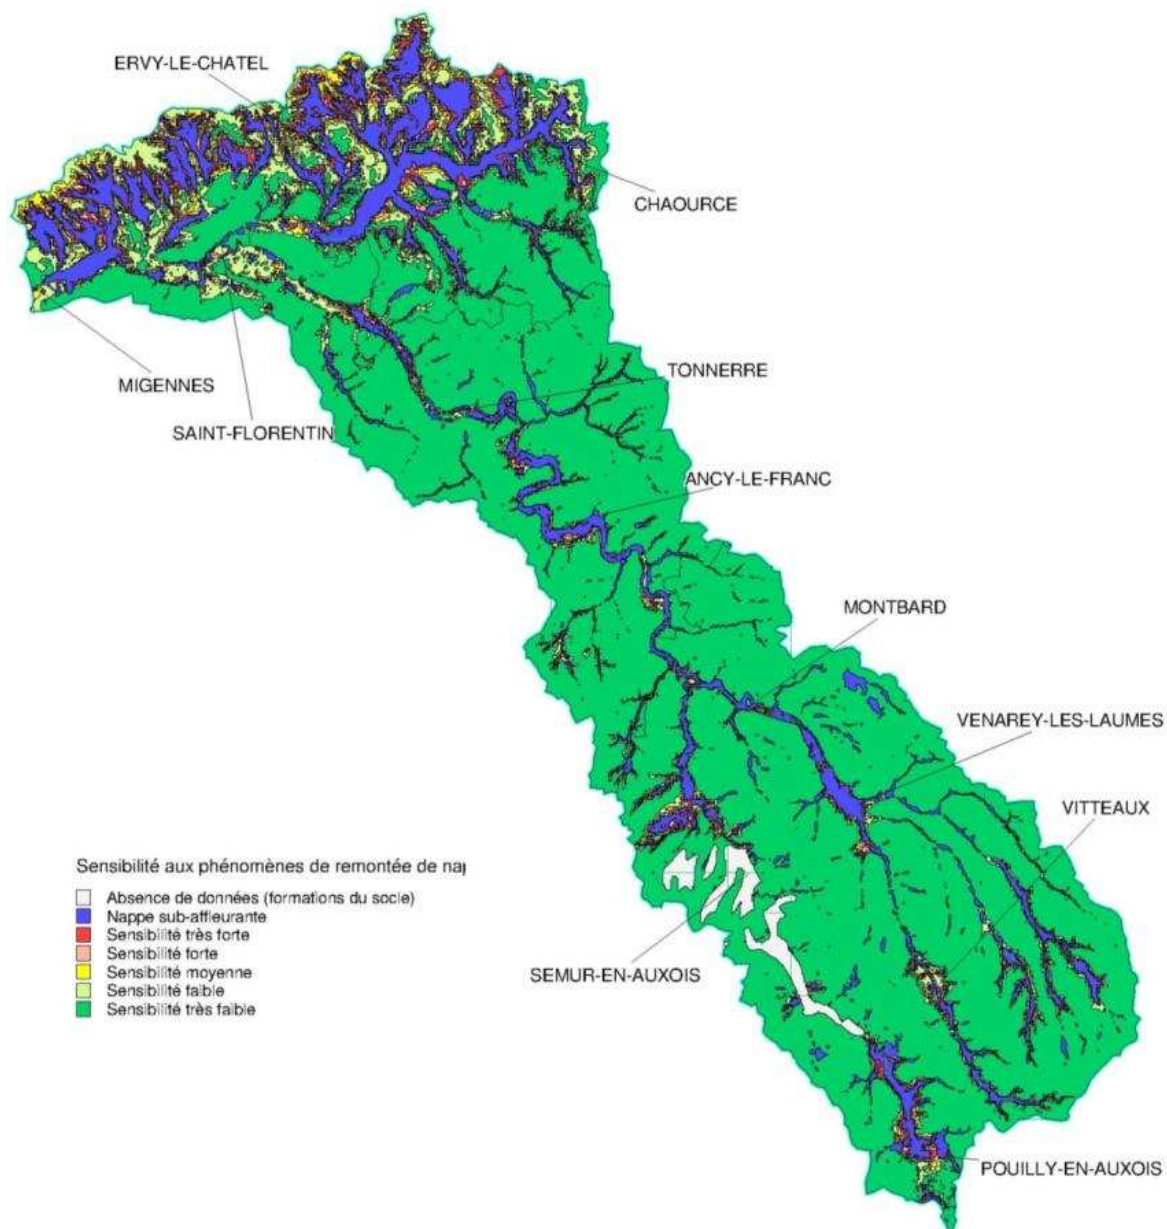 ERVY-LE-CHATEL
CHAOURCE
MIGENNES
TONNERRE
SAINT-FLORENTIN
ANCY-LE-FRANC
MONTBARD
VENAREY-LES-LAUMES
VITTEAUX
Sensibilité aux phénomènes de remontée de nap
Absence de données (formations du socle)
Nappe sub-affleurante
Sensibilité très forte
Sensibilité forte
Sensibilité moyenne
Sensibilité faible
Sensibilité très faible
SEMUR-EN-AUXOIS
POUILLY-EN-AUXOIS